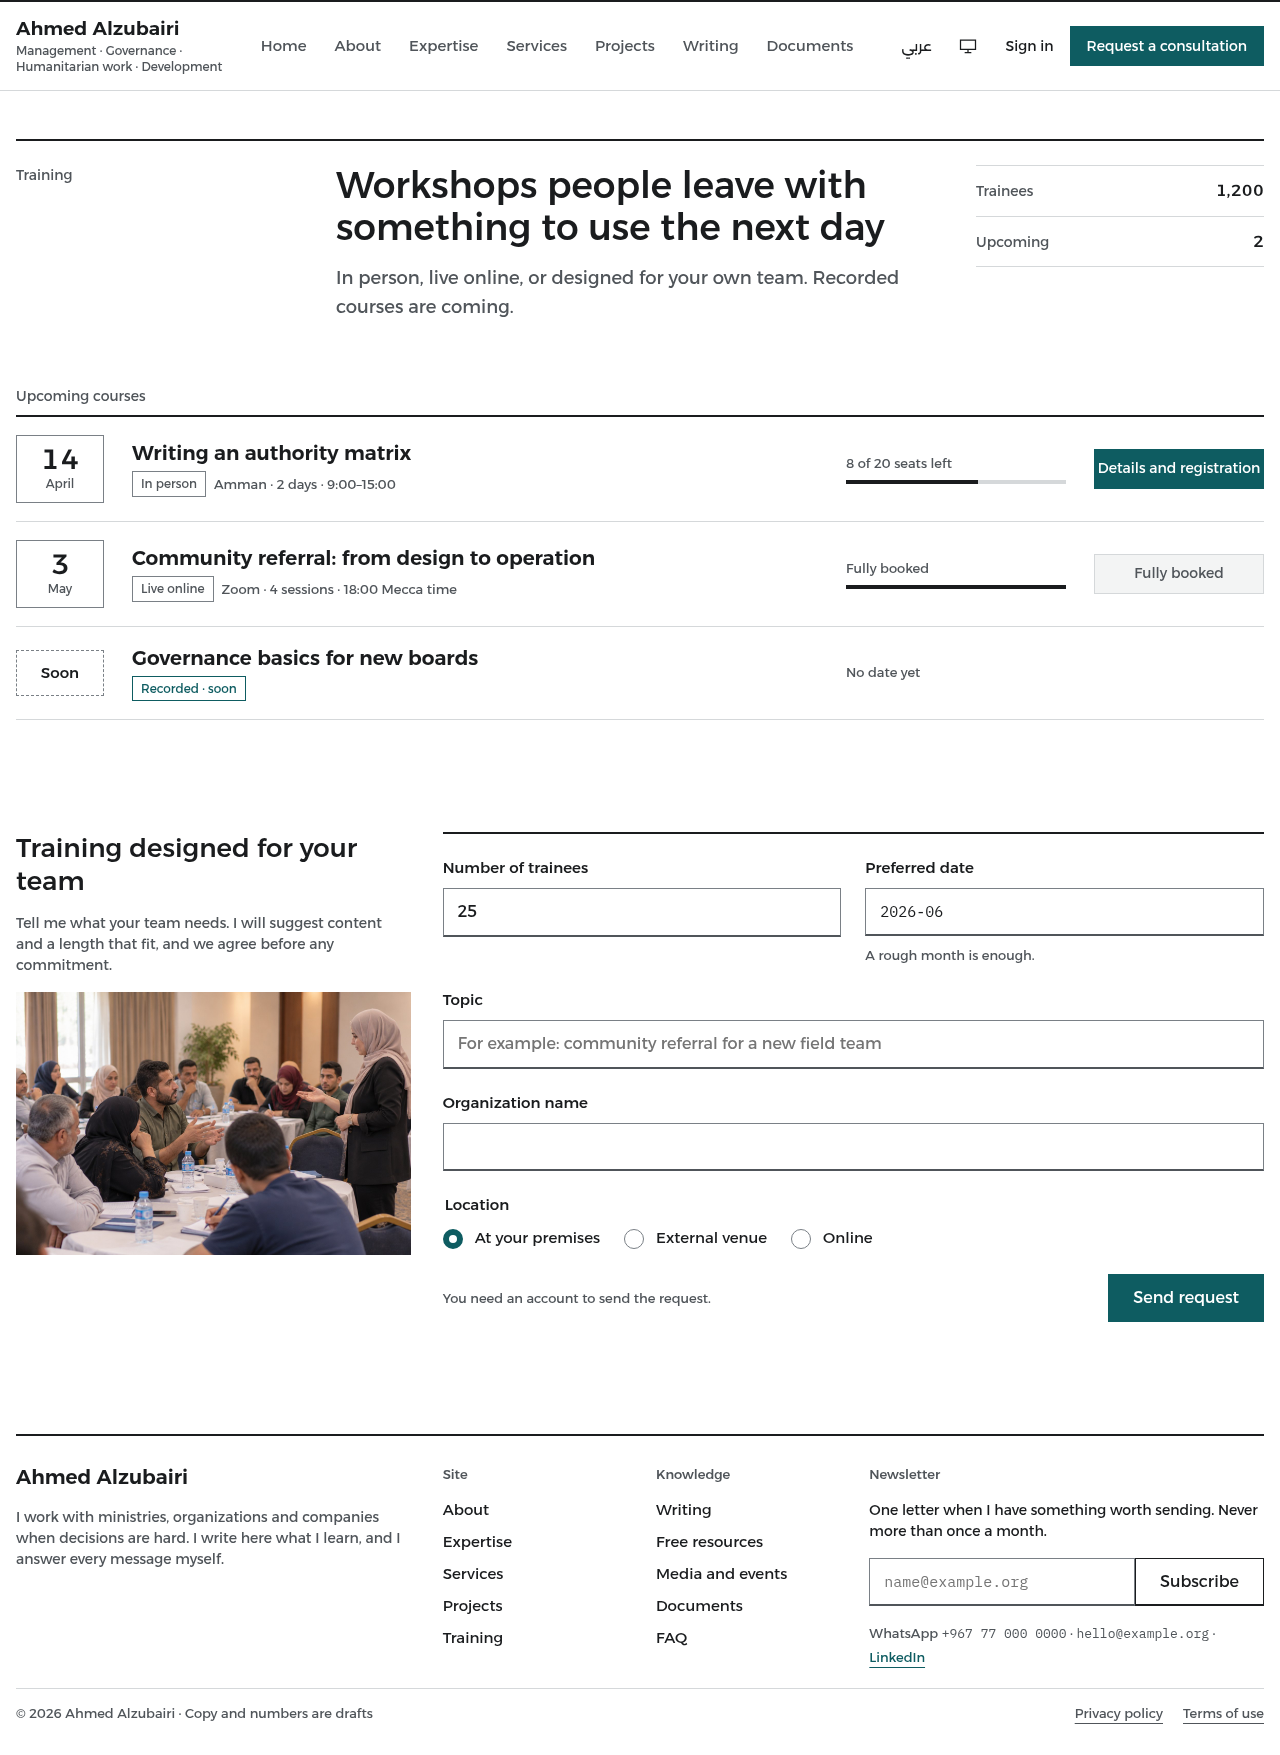 Ahmed Alzubairi
Management · Governance ·
Humanitarian work · Development
Home
About
Expertise
Services
Projects
Writing
Documents
عربي
Sign in
Request a consultation
Training
Workshops people leave with
something to use the next day
In person, live online, or designed for your own team. Recorded
courses are coming.
Trainees 1,200
Upcoming 2
Upcoming courses
14
April
Writing an authority matrix
In person Amman · 2 days · 9:00–15:00
8 of 20 seats left
Details and registration
3
May
Community referral: from design to operation
Live online Zoom · 4 sessions · 18:00 Mecca time
Fully booked
Fully booked
Soon
Governance basics for new boards
Recorded · soon
No date yet
Training designed for your
team
Tell me what your team needs. I will suggest content
and a length that fit, and we agree before any
commitment.
Number of trainees
25
Preferred date
2026-06
A rough month is enough.
Topic
For example: community referral for a new field team
Organization name
Location
At your premises
External venue
Online
You need an account to send the request.
Send request
Ahmed Alzubairi
I work with ministries, organizations and companies
when decisions are hard. I write here what I learn, and I
answer every message myself.
Site
About
Expertise
Services
Projects
Training
Knowledge
Writing
Free resources
Media and events
Documents
FAQ
Newsletter
One letter when I have something worth sending. Never
more than once a month.
name@example.org
Subscribe
WhatsApp +967 77 000 0000 · hello@example.org ·
LinkedIn
© 2026 Ahmed Alzubairi · Copy and numbers are drafts
Privacy policy
Terms of use